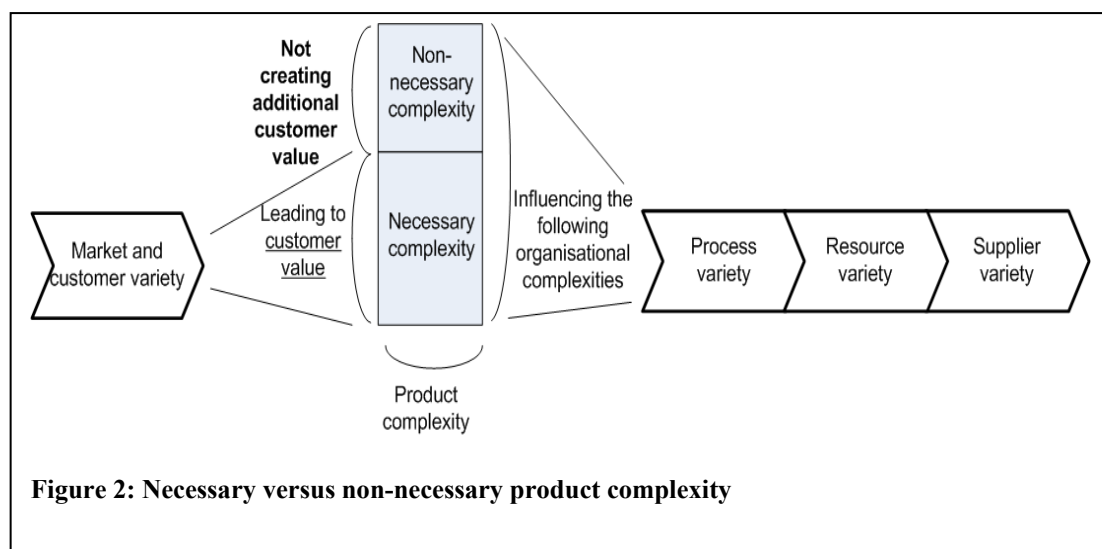 Not
creating
additional
customer
value
Non-
necessary
complexity
Leading to
customer
value
Necessary
complexity
Influencing the
following
organisational
complexities
Market and
customer variety
Process
variety
Resource
variety
Supplier
variety
Product
complexity
Figure 2: Necessary versus non-necessary product complexity